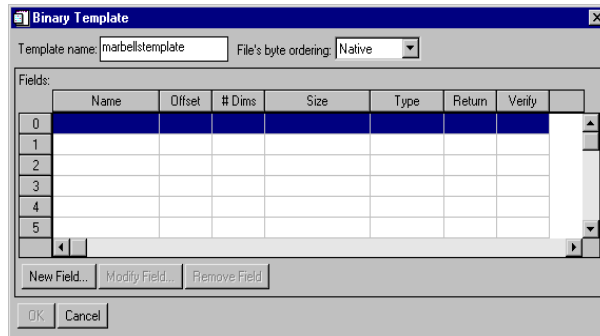 Binary Template
Template name: marbellstemplate File's byte ordering: Native
Fields:
Name Offset # Dims Size Type Return Verify
0
1
2
3
4
5
New Field... Modify Field... Remove Field
OK Cancel